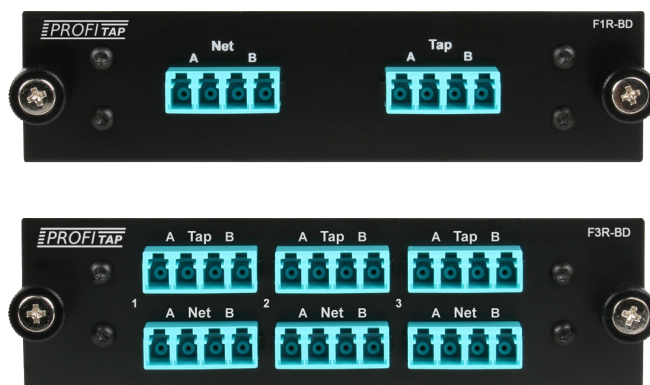 PROFITAP
F1R-BD
Net
A B
Tap
A B
PROFITAP
F3R-BD
A Tap B
A Tap B
A Tap B
1
2
3
A Net B
A Net B
A Net B